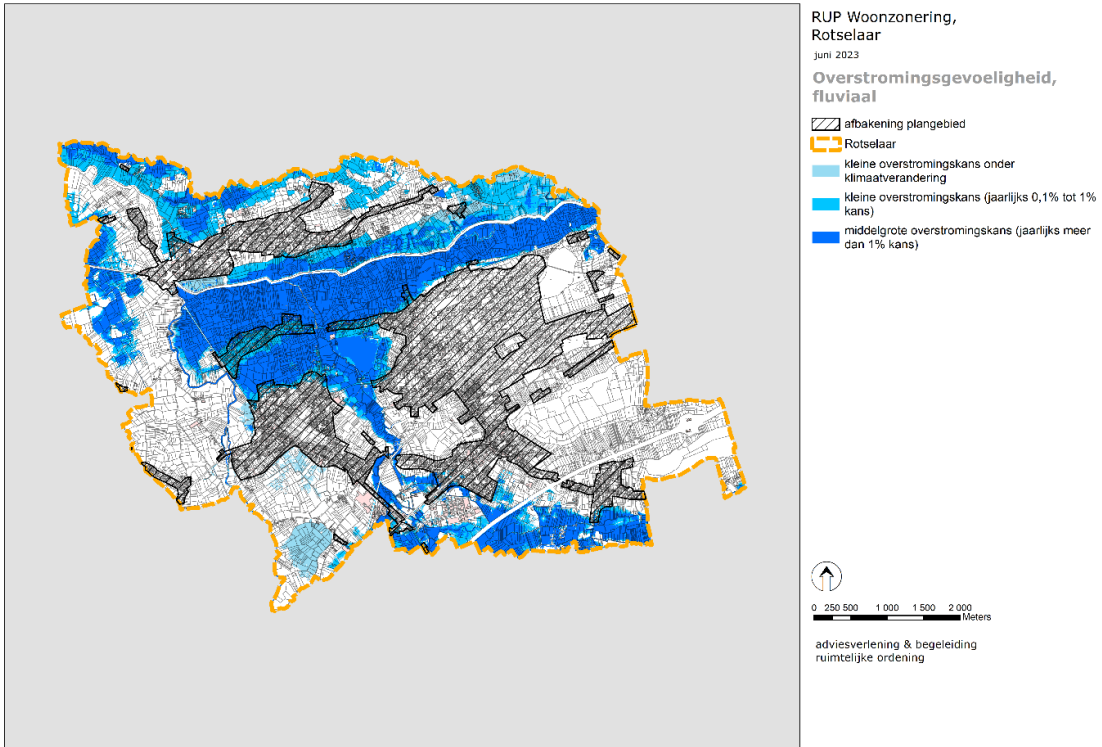 RUP Woonzonering,
Rotselaar
juni 2023
Overstromingsgevoeligheid,
fluviaal
afbakening plangebied
Rotselaar
kleine overstromingskans onder
klimaatverandering
kleine overstromingskans (jaarlijks 0,1% tot 1%
kans)
middelgrote overstromingskans (jaarlijks meer
dan 1% kans)
0 250 500 1 000 1 500 2 000
Meters
adviesverlening & begeleiding
ruimtelijke ordening